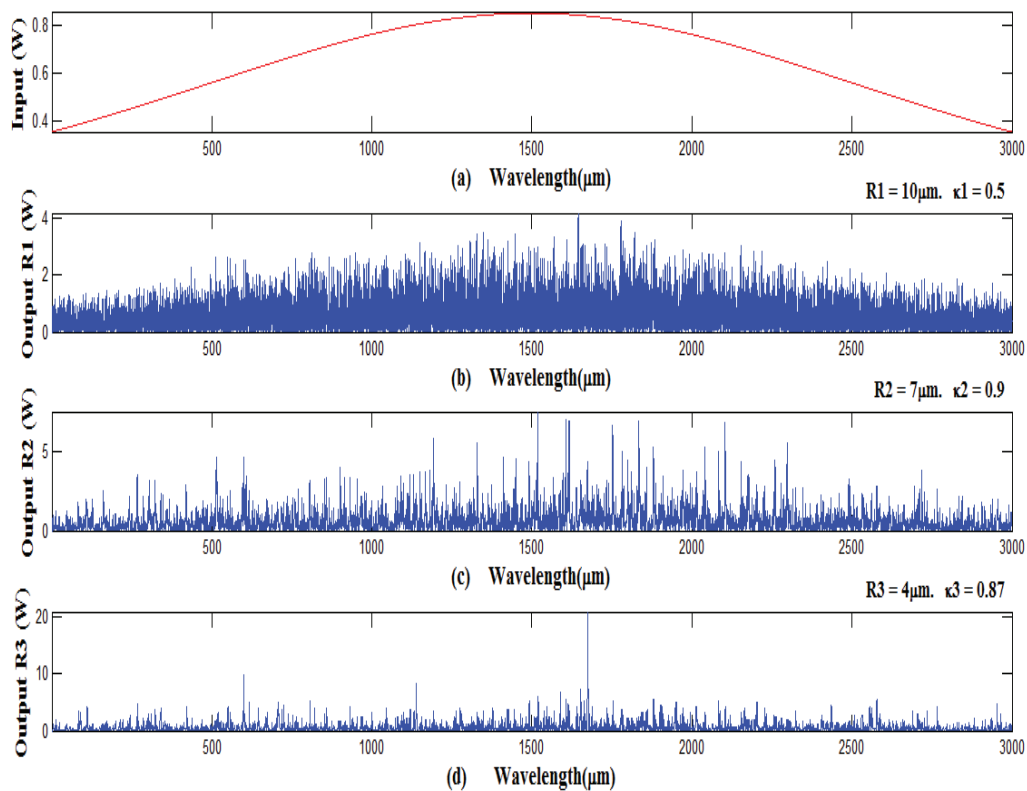 Input (W)
0.8
0.6
0.4
500 1000 1500 2000 2500 3000
(a) Wavelength(μm)
R1 = 10μm. κ1 = 0.5
Output R1 (W)
4
2
0
500 1000 1500 2000 2500 3000
(b) Wavelength(μm)
R2 = 7μm. κ2 = 0.9
Output R2 (W)
5
0
500 1000 1500 2000 2500 3000
(c) Wavelength(μm)
R3 = 4μm. κ3 = 0.87
Output R3 (W)
20
10
0
500 1000 1500 2000 2500 3000
(d) Wavelength(μm)